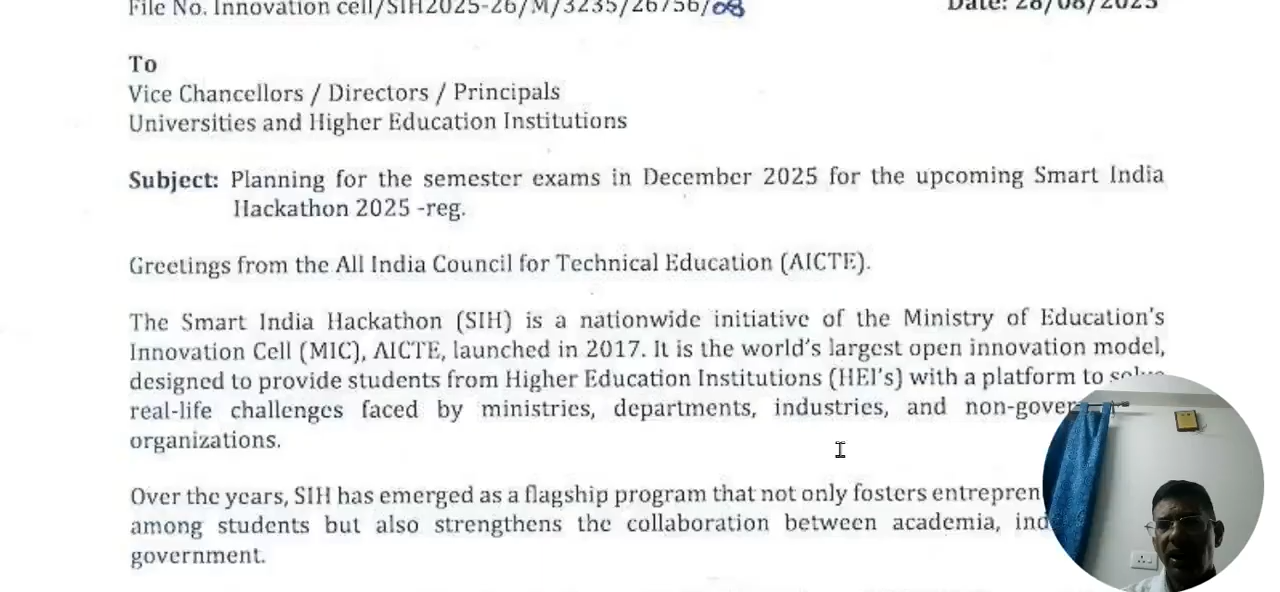 File No. Innovation cell/SIH2025-26/M/3235/26756/08 Date: 28/08/2025
To
Vice Chancellors / Directors / Principals
Universities and Higher Education Institutions
Subject: Planning for the semester exams in December 2025 for the upcoming Smart India
Hackathon 2025 -reg.
Greetings from the All India Council for Technical Education (AICTE).
The Smart India Hackathon (SIH) is a nationwide initiative of the Ministry of Education's
Innovation Cell (MIC), AICTE, launched in 2017. It is the world's largest open innovation model,
designed to provide students from Higher Education Institutions (HEI's) with a platform to solve
real-life challenges faced by ministries, departments, industries, and
organizations.
Over the years, SIH has emerged as a flagship program that not only fosters
among students but also strengthens the collaboration between academia,
government.